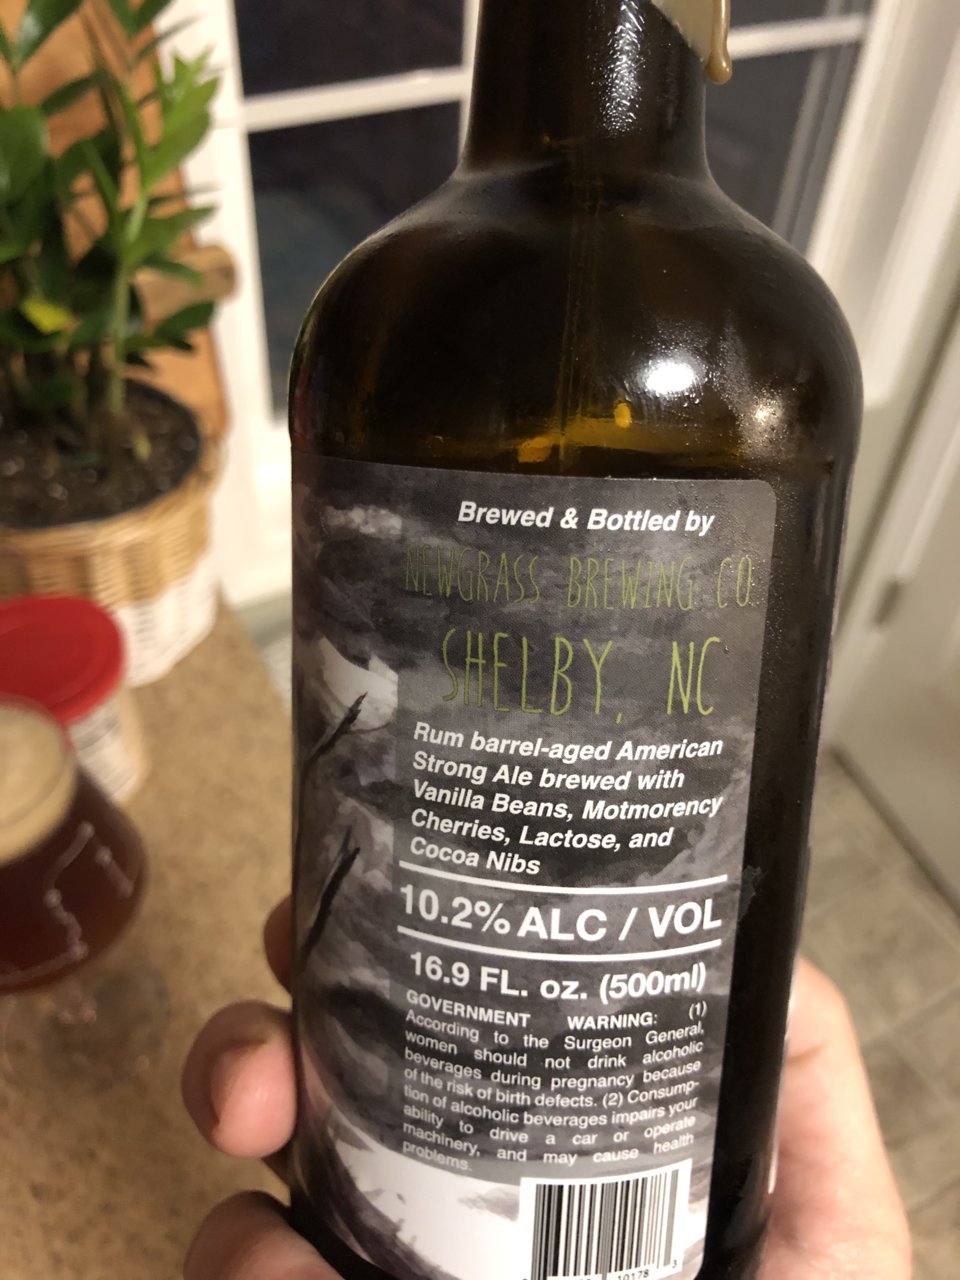 Brewed & Bottled by
NEWGRASS BREWING CO.
SHELBY, NC
Rum barrel-aged American
Strong Ale brewed with
Vanilla Beans, Motmorency
Cherries, Lactose, and
Cocoa Nibs
10.2% ALC / VOL
16.9 FL. oz. (500ml)
GOVERNMENT WARNING: (1)
According to the Surgeon General,
women should not drink alcoholic
beverages during pregnancy because
of the risk of birth defects. (2) Consump-
tion of alcoholic beverages impairs your
ability to drive a car or operate
machinery, and may cause health
problems.
10178 3